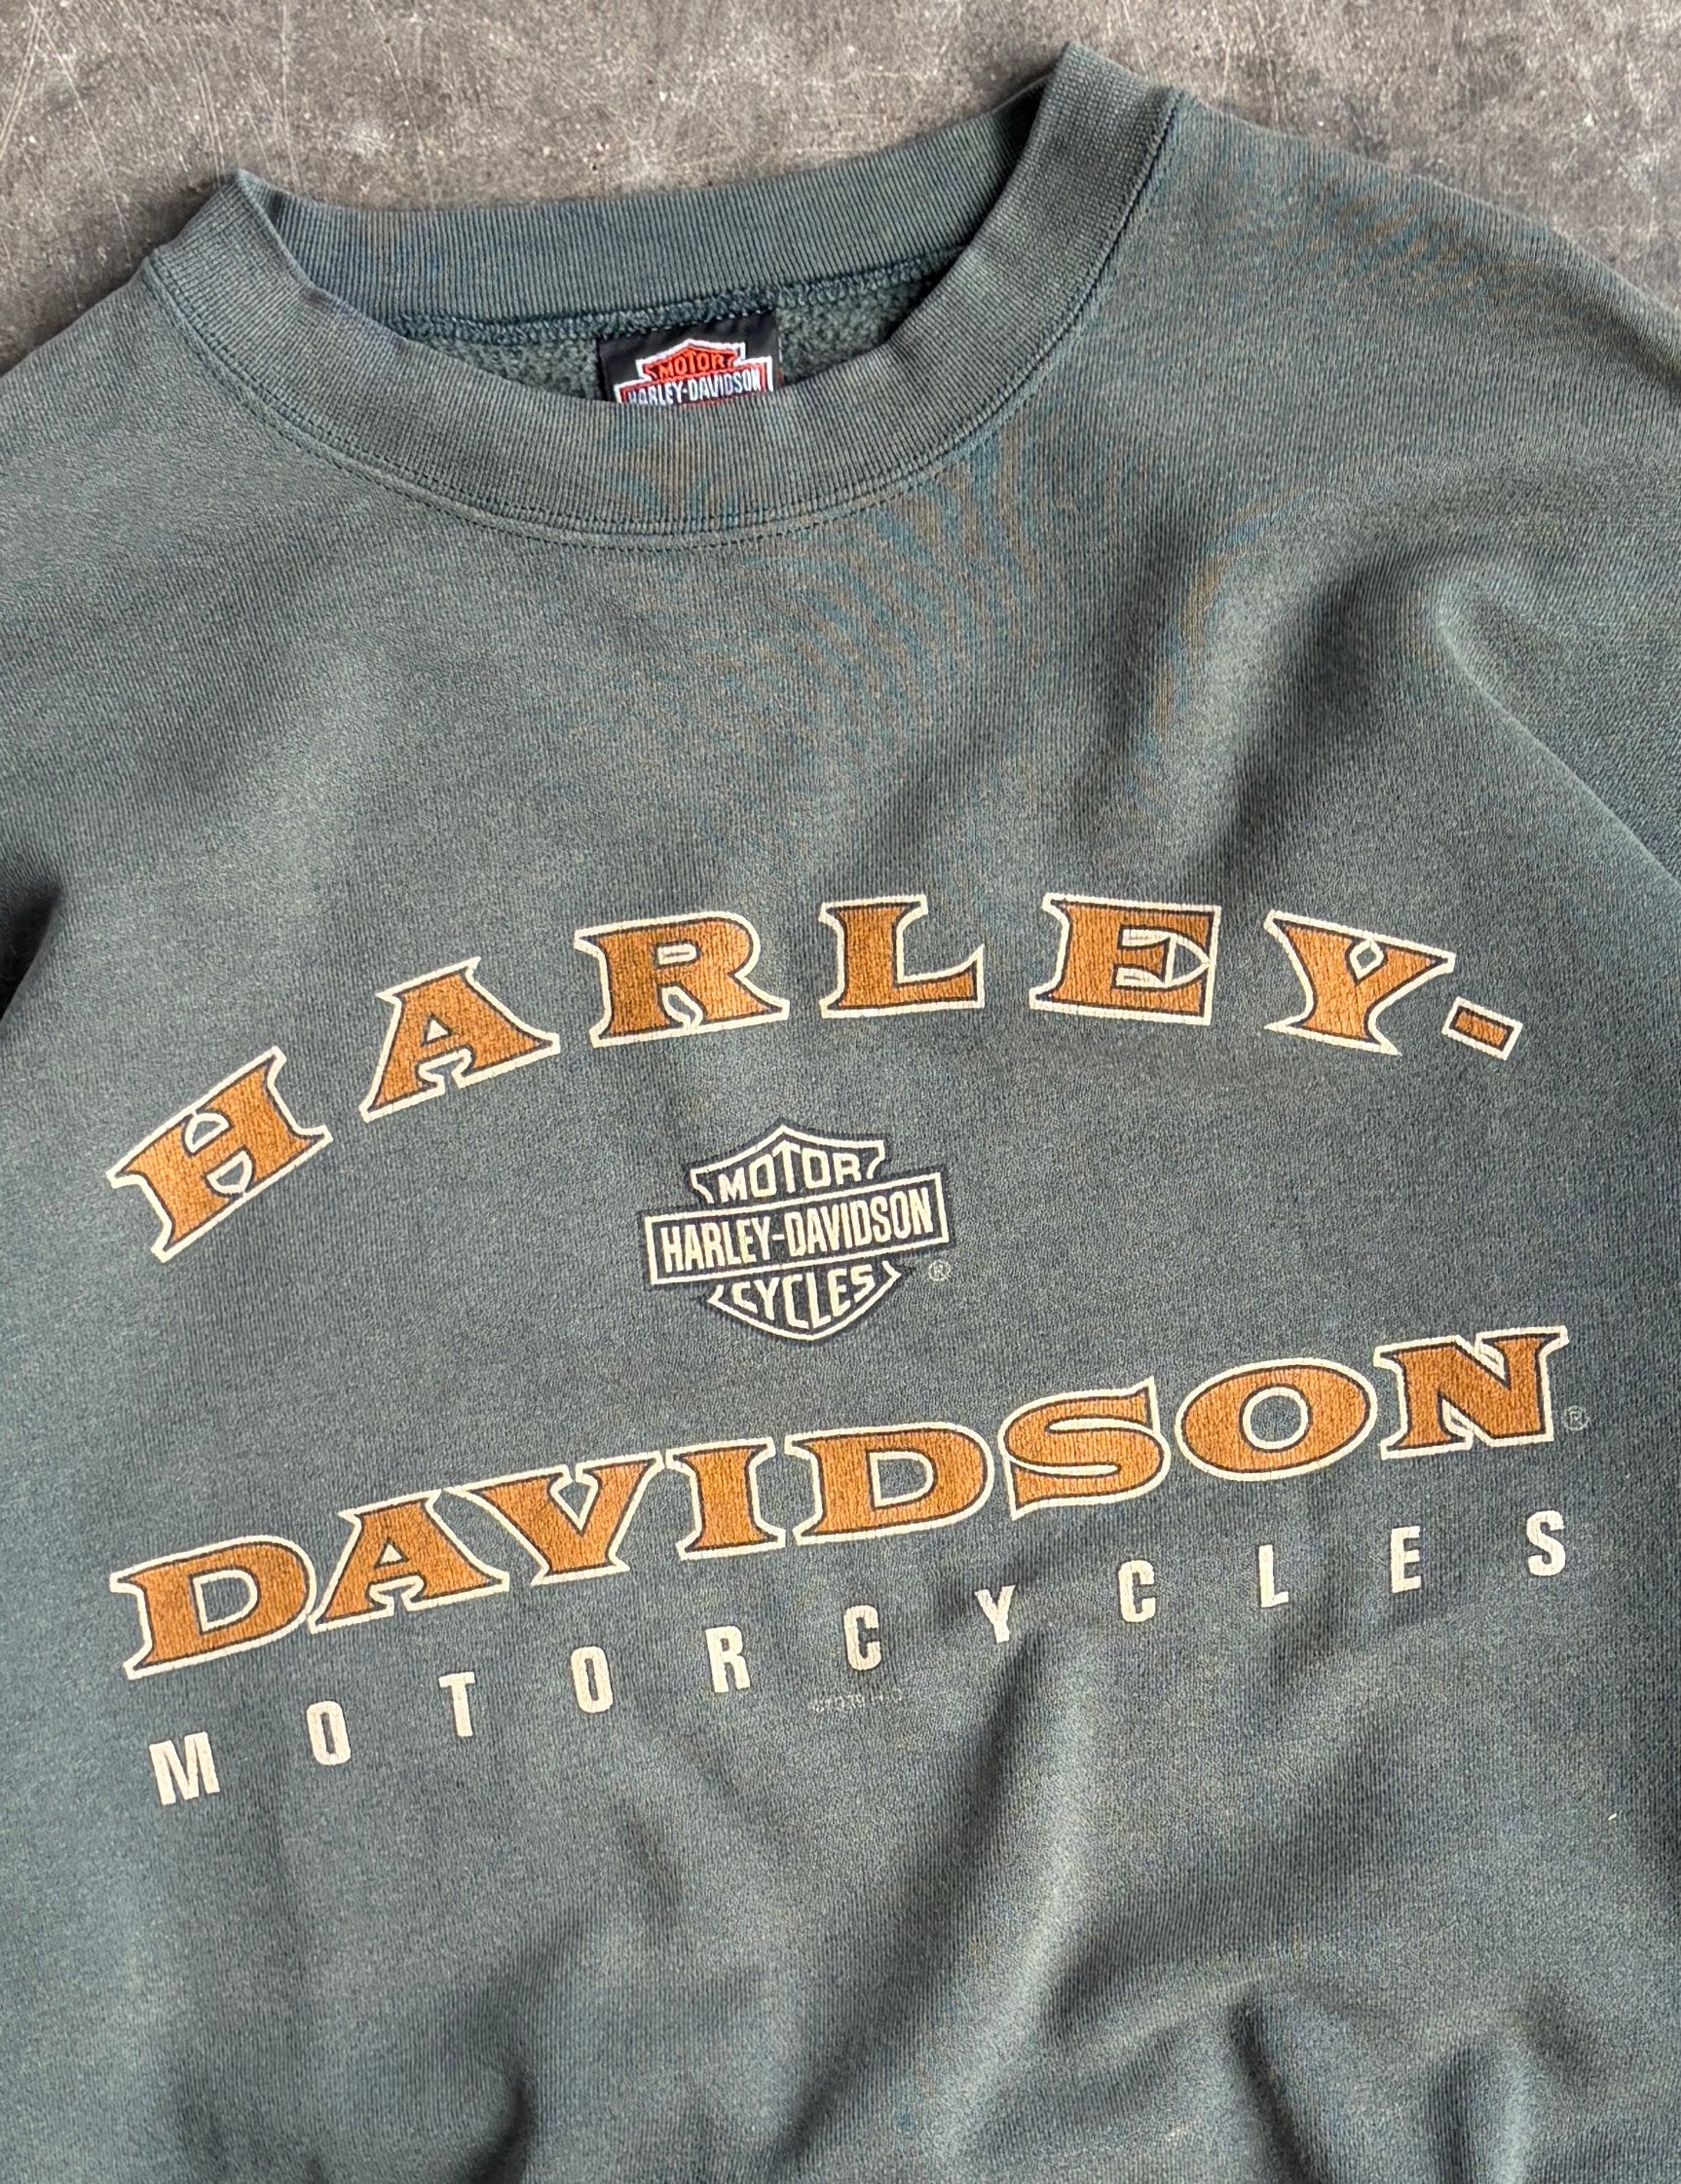 MOTOR
HARLEY-DAVIDSON
HARLEY-
MOTOR
HARLEY-DAVIDSON
CYCLES ®
DAVIDSON ®
MOTORCYCLES